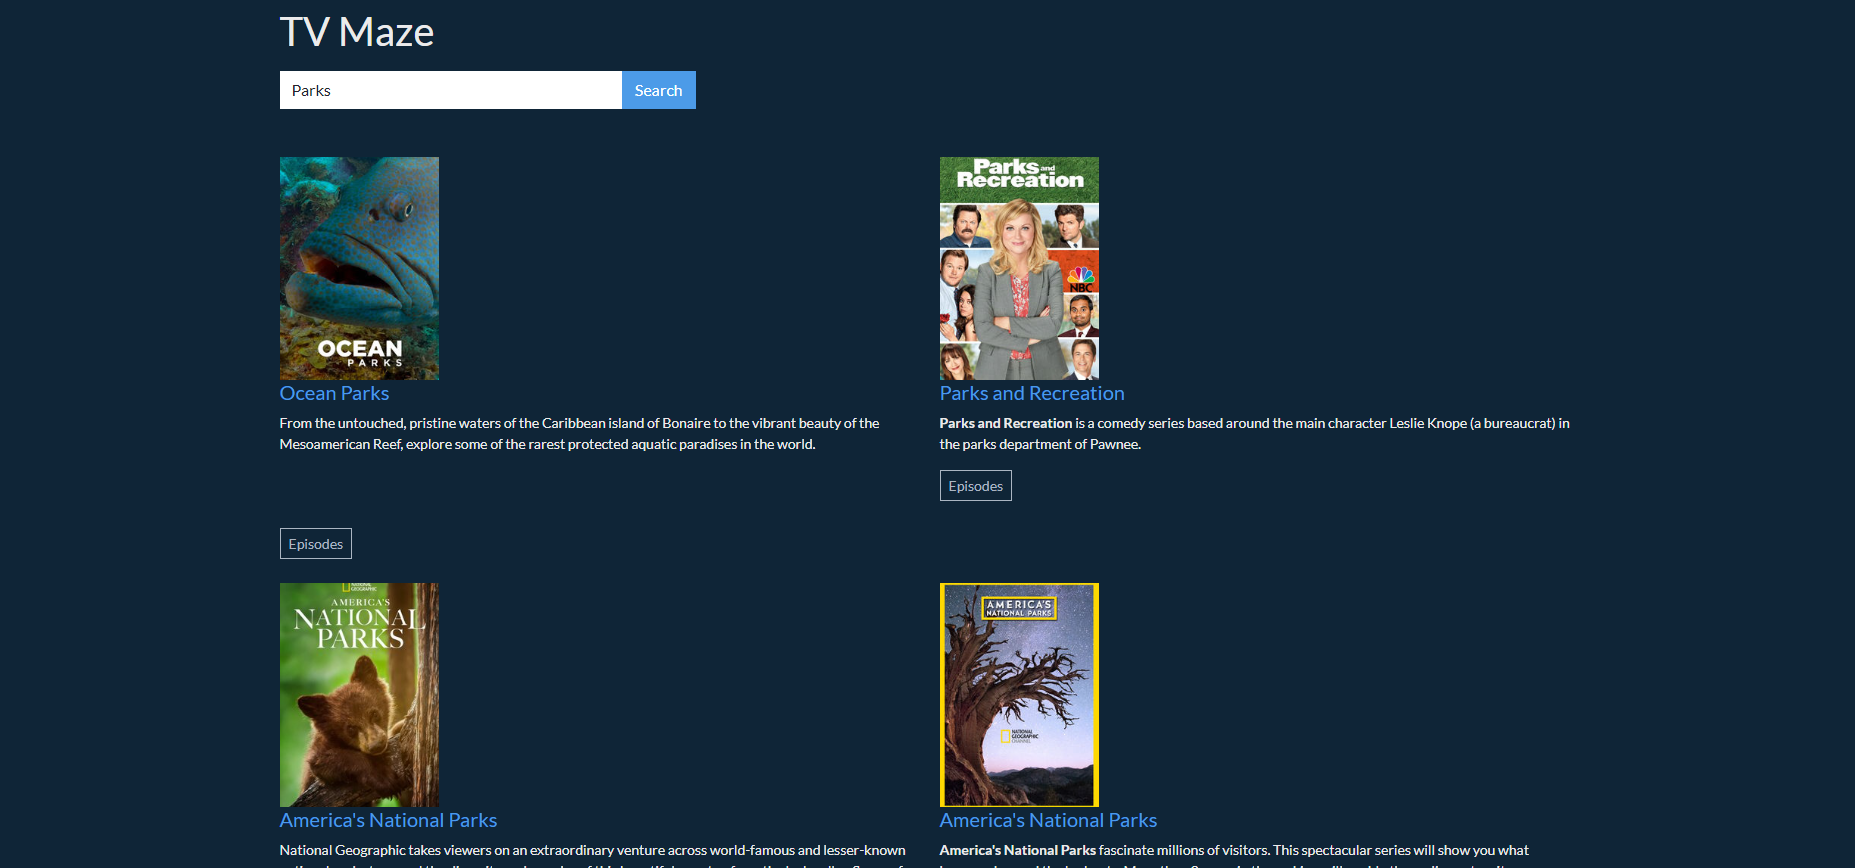 TV Maze
Parks
Search
OCEAN
PARKS
Ocean Parks
From the untouched, pristine waters of the Caribbean island of Bonaire to the vibrant beauty of the
Mesoamerican Reef, explore some of the rarest protected aquatic paradises in the world.
Episodes
Parks and
Recreation
NBC
Parks and Recreation
Parks and Recreation is a comedy series based around the main character Leslie Knope (a bureaucrat) in
the parks department of Pawnee.
Episodes
NATIONAL
GEOGRAPHIC
AMERICA'S
NATIONAL
PARKS
America's National Parks
National Geographic takes viewers on an extraordinary venture across world-famous and lesser-known
AMERICA'S
NATIONAL PARKS
NATIONAL
GEOGRAPHIC
CHANNEL
America's National Parks
America's National Parks fascinate millions of visitors. This spectacular series will show you what